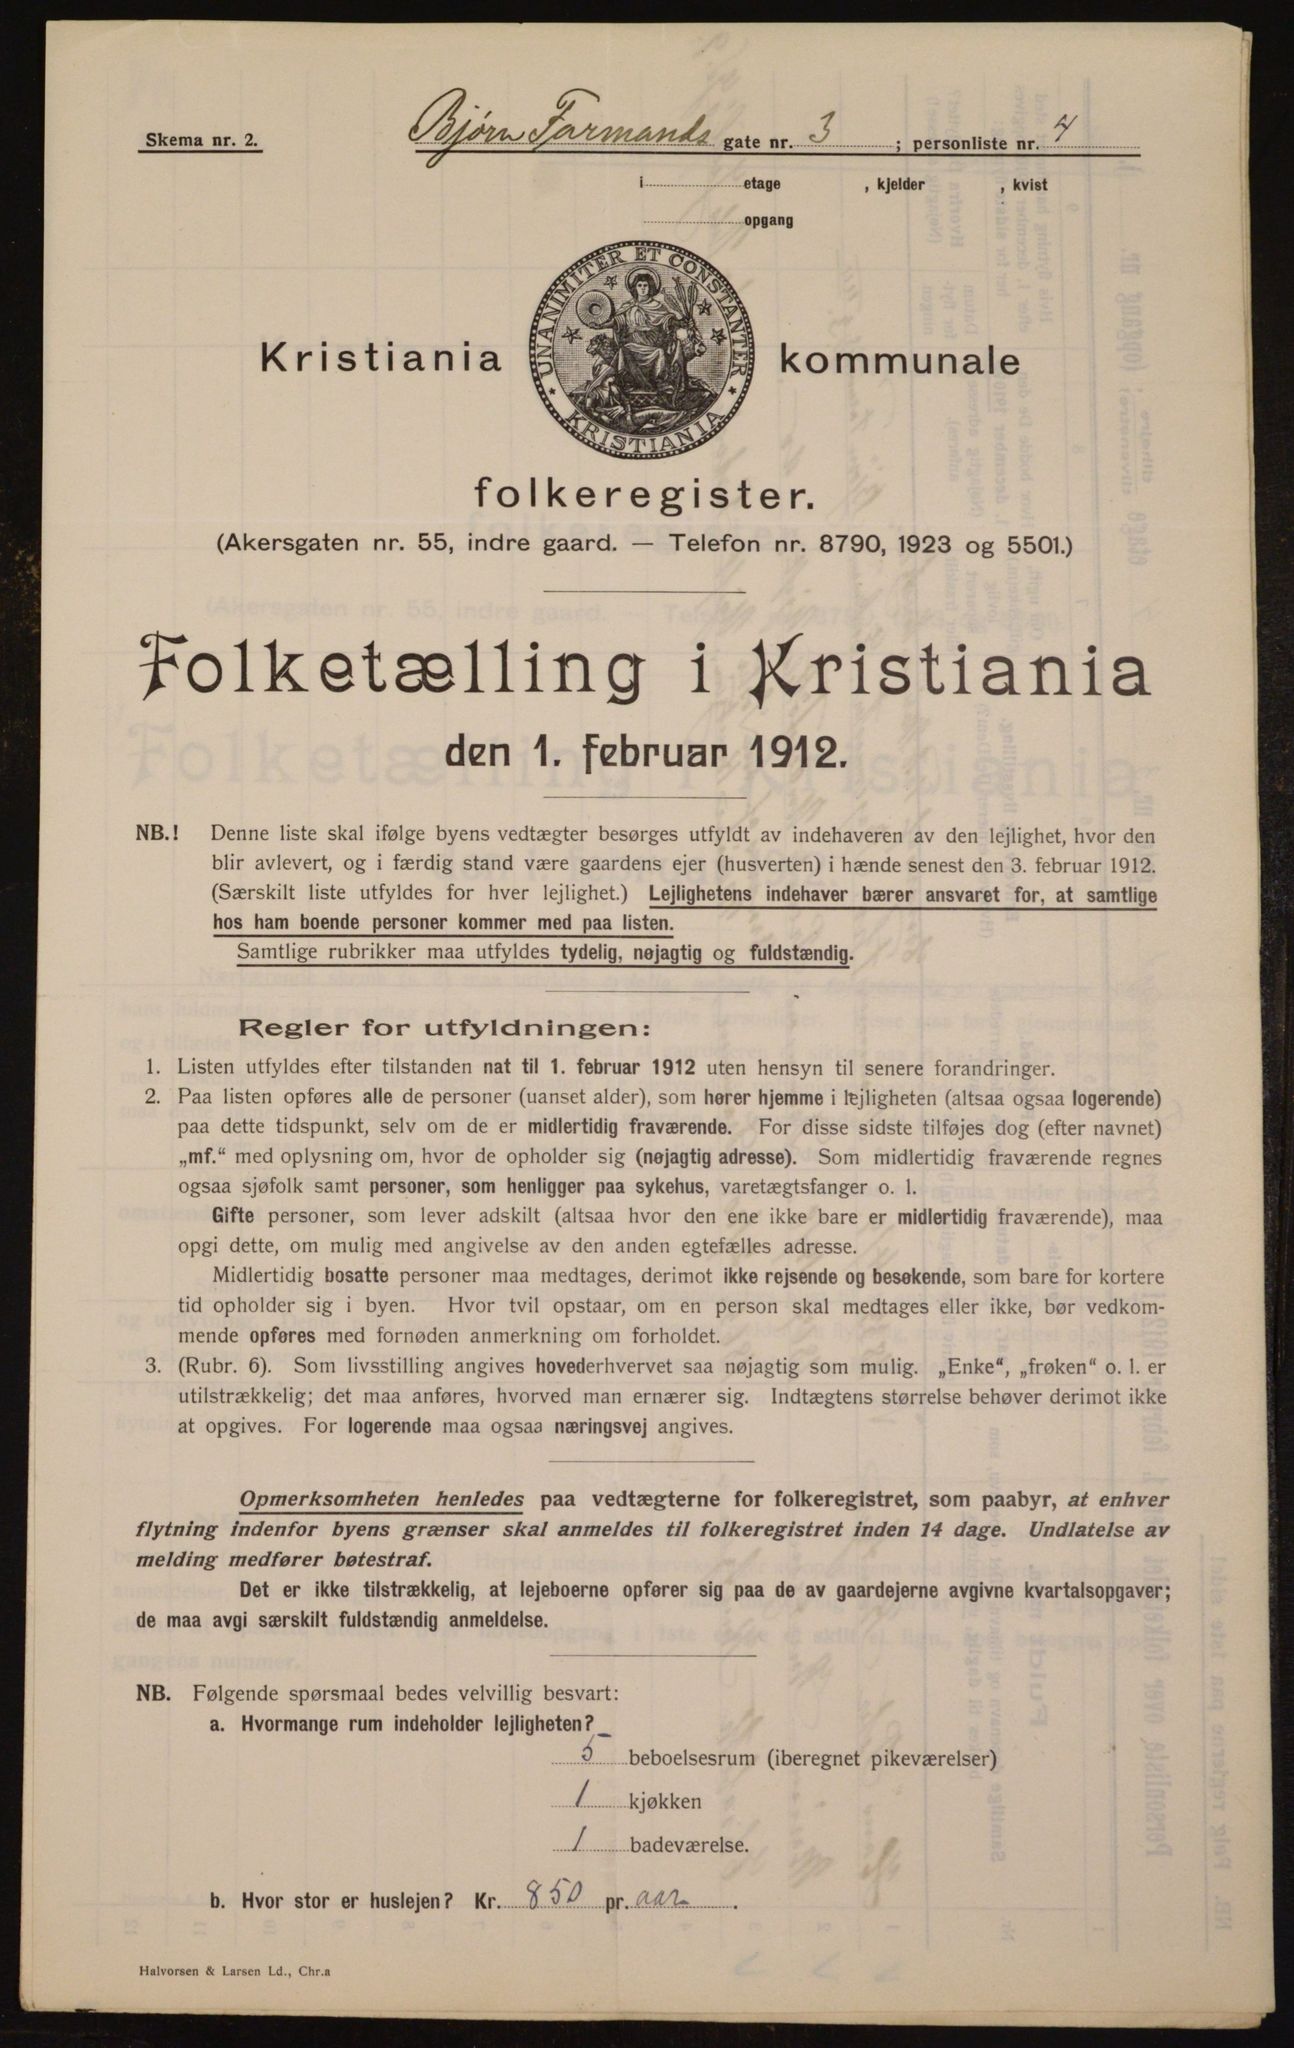 Skema nr. 2.
Bjørn Farmands gate nr. 3 ; personliste nr. 4
i etage , kjelder , kvist
opgang
UNANIMITER ET CONSTANTER
KRISTIANIA
Kristiania kommunale
folkeregister.
(Akersgaten nr. 55, indre gaard. — Telefon nr. 8790, 1923 og 5501.)
Folketælling i Kristiania
den 1. februar 1912.
NB.! Denne liste skal ifølge byens vedtægter besørges utfyldt av indehaveren av den lejlighet, hvor den
blir avlevert, og i færdig stand være gaardens ejer (husverten) i hænde senest den 3. februar 1912.
(Særskilt liste utfyldes for hver lejlighet.) Lejlighetens indehaver bærer ansvaret for, at samtlige
hos ham boende personer kommer med paa listen.
Samtlige rubrikker maa utfyldes tydelig, nøjagtig og fuldstændig.
Regler for utfyldningen:
1. Listen utfyldes efter tilstanden nat til 1. februar 1912 uten hensyn til senere forandringer.
2. Paa listen opføres alle de personer (uanset alder), som hører hjemme i lejligheten (altsaa ogsaa logerende)
paa dette tidspunkt, selv om de er midlertidig fraværende. For disse sidste tilføjes dog (efter navnet)
„mf.“ med oplysning om, hvor de opholder sig (nøjagtig adresse). Som midlertidig fraværende regnes
ogsaa sjøfolk samt personer, som henligger paa sykehus, varetægtsfanger o. l.
Gifte personer, som lever adskilt (altsaa hvor den ene ikke bare er midlertidig fraværende), maa
opgi dette, om mulig med angivelse av den anden egtefælles adresse.
Midlertidig bosatte personer maa medtages, derimot ikke rejsende og besøkende, som bare for kortere
tid opholder sig i byen. Hvor tvil opstaar, om en person skal medtages eller ikke, bør vedkom-
mende opføres med fornøden anmerkning om forholdet.
3. (Rubr. 6). Som livsstilling angives hovederhvervet saa nøjagtig som mulig. „Enke“, „frøken“ o. l. er
utilstrækkelig; det maa anføres, hvorved man ernærer sig. Indtægtens størrelse behøver derimot ikke
at opgives. For logerende maa ogsaa næringsvej angives.
Opmerksomheten henledes paa vedtægterne for folkeregistret, som paabyr, at enhver
flytning indenfor byens grænser skal anmeldes til folkeregistret inden 14 dage. Undlatelse av
melding medfører bøtestraf.
Det er ikke tilstrækkelig, at lejeboerne opfører sig paa de av gaardejerne avgivne kvartalsopgaver;
de maa avgi særskilt fuldstændig anmeldelse.
NB. Følgende spørsmaal bedes velvillig besvart:
a. Hvormange rum indeholder lejligheten?
5 beboelsesrum (iberegnet pikeværelser)
1 kjøkken
1 badeværelse.
b. Hvor stor er huslejen? Kr. 850 pr. aar.
Halvorsen & Larsen Ld., Chr.a